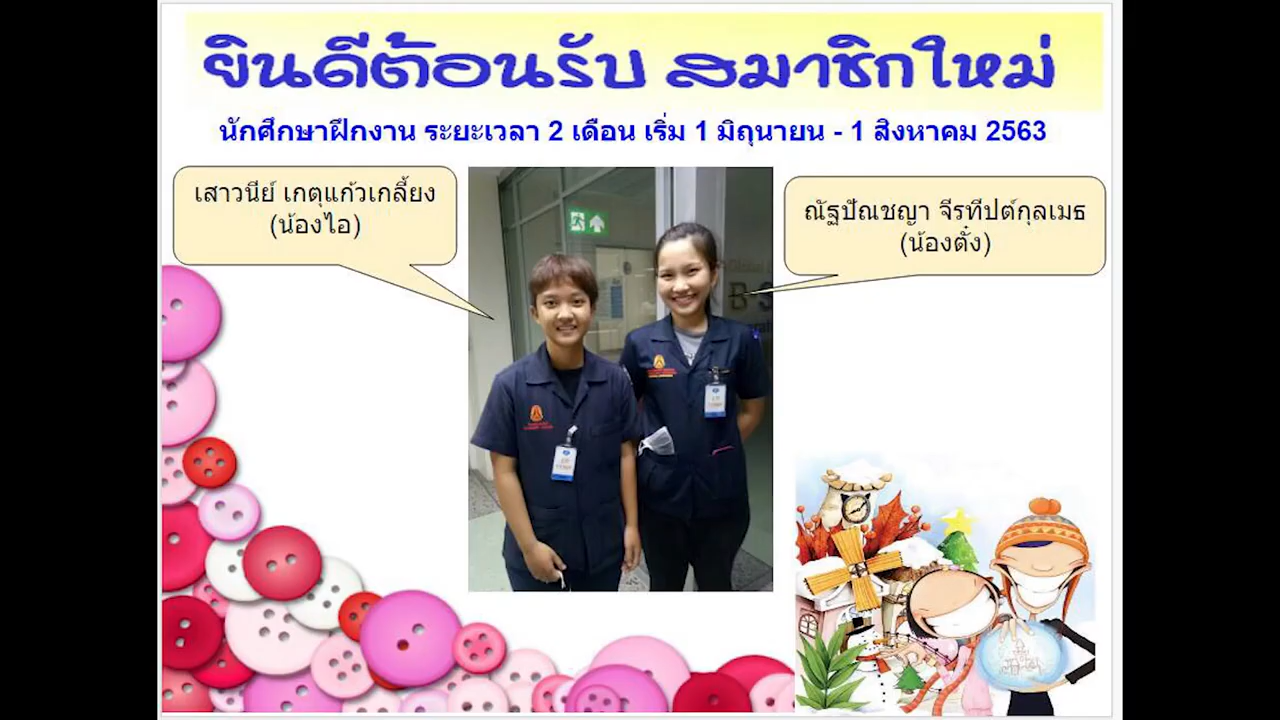 ยินดีต้อนรับ สมาชิกใหม่
นักศึกษาฝึกงาน ระยะเวลา 2 เดือน เริ่ม 1 มิถุนายน - 1 สิงหาคม 2563
เสาวนีย์ เกตุแก้วเกลี้ยง
(น้องไอ)
ณัฐปัณชญา จีรทีปต์กุลเมธ
(น้องตั๋ง)